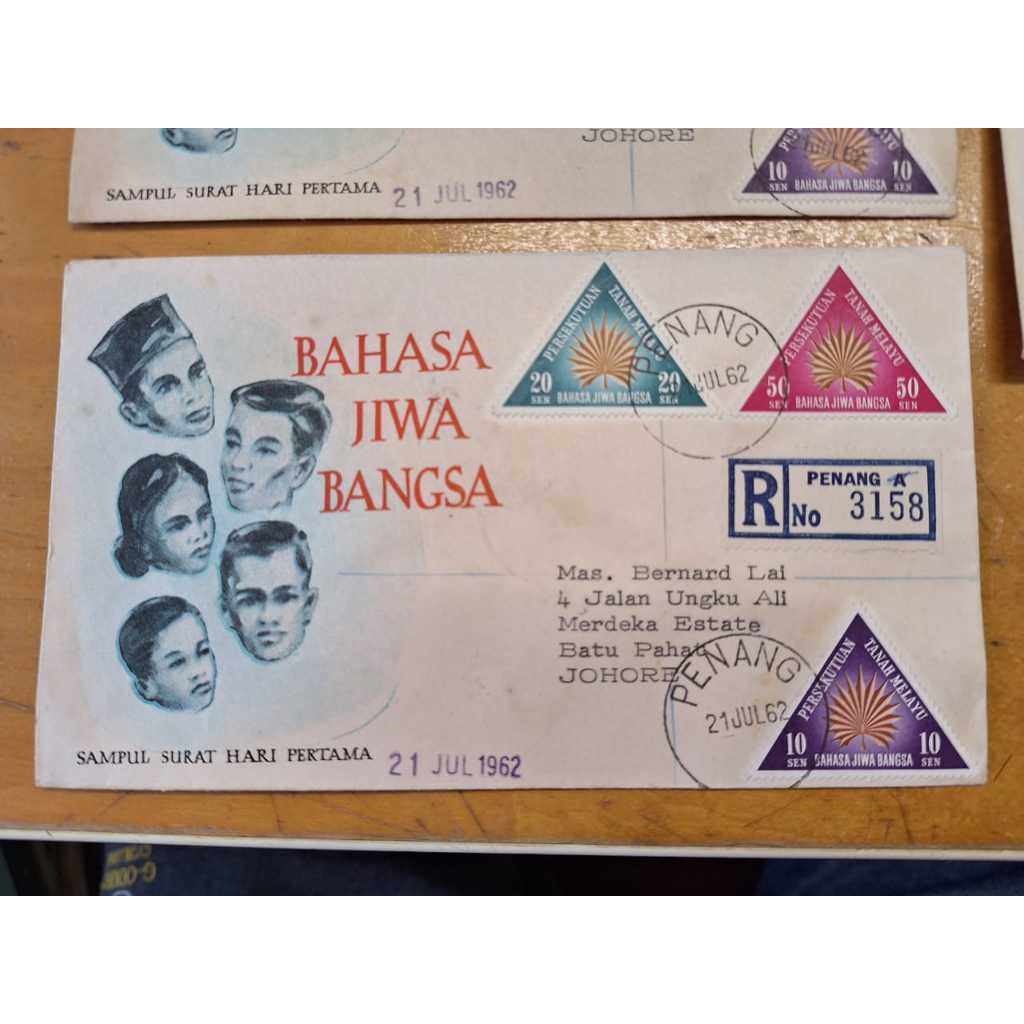 JOHORE
10 SEN
BAHASA JIWA BANGSA
10 SEN
SAMPUL SURAT HARI PERTAMA
21 JUL 1962
BAHASA
JIWA
BANGSA
PERSEKUTUAN
TANAH MELAYU
20 SEN
BAHASA JIWA BANGSA
20 SEN
PENANG
JUL62
PERSEKUTUAN
TANAH MELAYU
50 SEN
BAHASA JIWA BANGSA
50 SEN
R
PENANG A
No 3158
Mas. Bernard Lai
4 Jalan Ungku Ali
Merdeka Estate
Batu Pahat
JOHORE
PENANG
21JUL62
PERSEKUTUAN
TANAH MELAYU
10 SEN
BAHASA JIWA BANGSA
10 SEN
SAMPUL SURAT HARI PERTAMA
21 JUL 1962